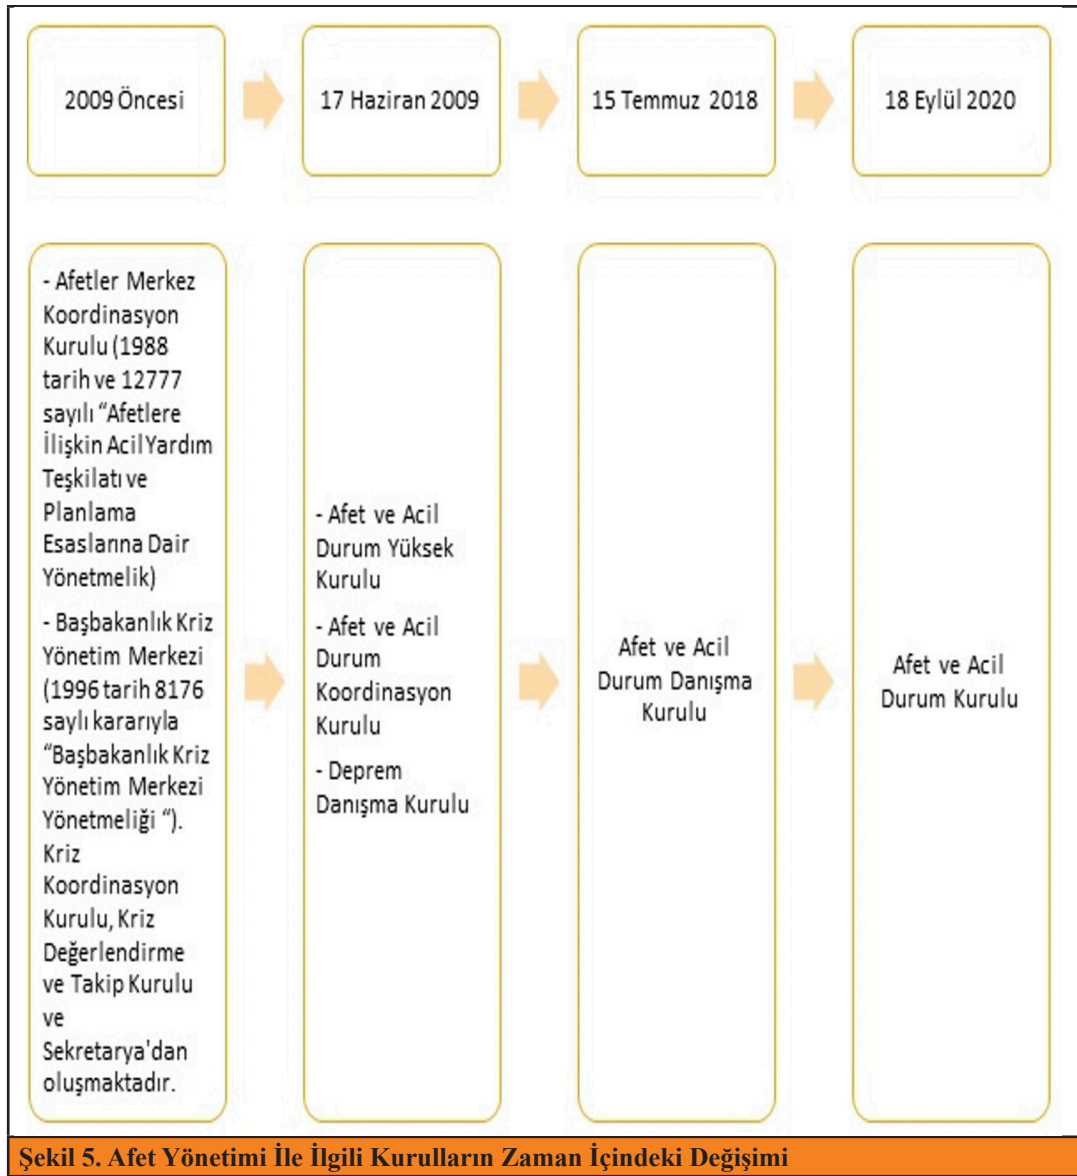 2009 Öncesi
17 Haziran 2009
15 Temmuz 2018
18 Eylül 2020
- Afetler Merkez
Koordinasyon
Kurulu (1988
tarih ve 12777
sayılı “Afetlere
İlişkin Acil Yardım
Teşkilatı ve
Planlama
Esaslarına Dair
Yönetmelik)
- Başbakanlık Kriz
Yönetim Merkezi
(1996 tarih 8176
saylı kararıyla
“Başbakanlık Kriz
Yönetim Merkezi
Yönetmeliği “).
Kriz
Koordinasyon
Kurulu, Kriz
Değerlendirme
ve Takip Kurulu
ve
Sekretarya'dan
oluşmaktadır.
- Afet ve Acil
Durum Yüksek
Kurulu
- Afet ve Acil
Durum
Koordinasyon
Kurulu
- Deprem
Danışma Kurulu
Afet ve Acil
Durum Danışma
Kurulu
Afet ve Acil
Durum Kurulu
Şekil 5. Afet Yönetimi İle İlgili Kurulların Zaman İçindeki Değişimi